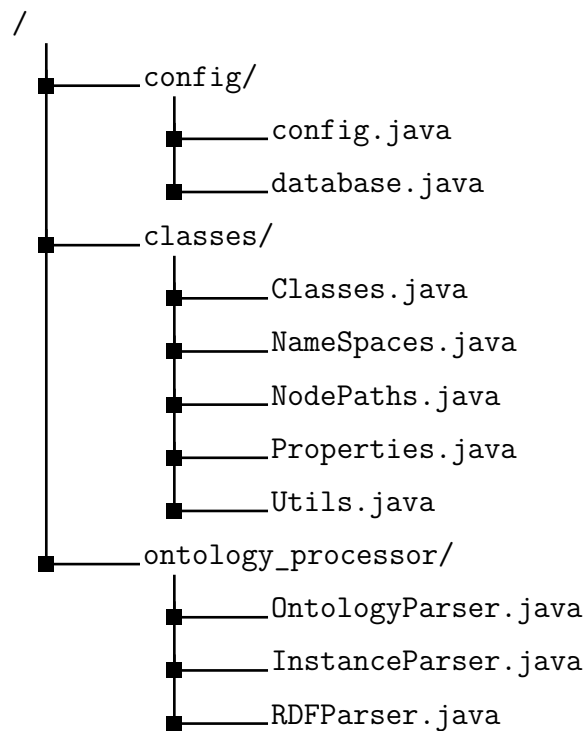 /
config/
config.java
database.java
classes/
Classes.java
NameSpaces.java
NodePaths.java
Properties.java
Utils.java
ontology_processor/
OntologyParser.java
InstanceParser.java
RDFParser.java